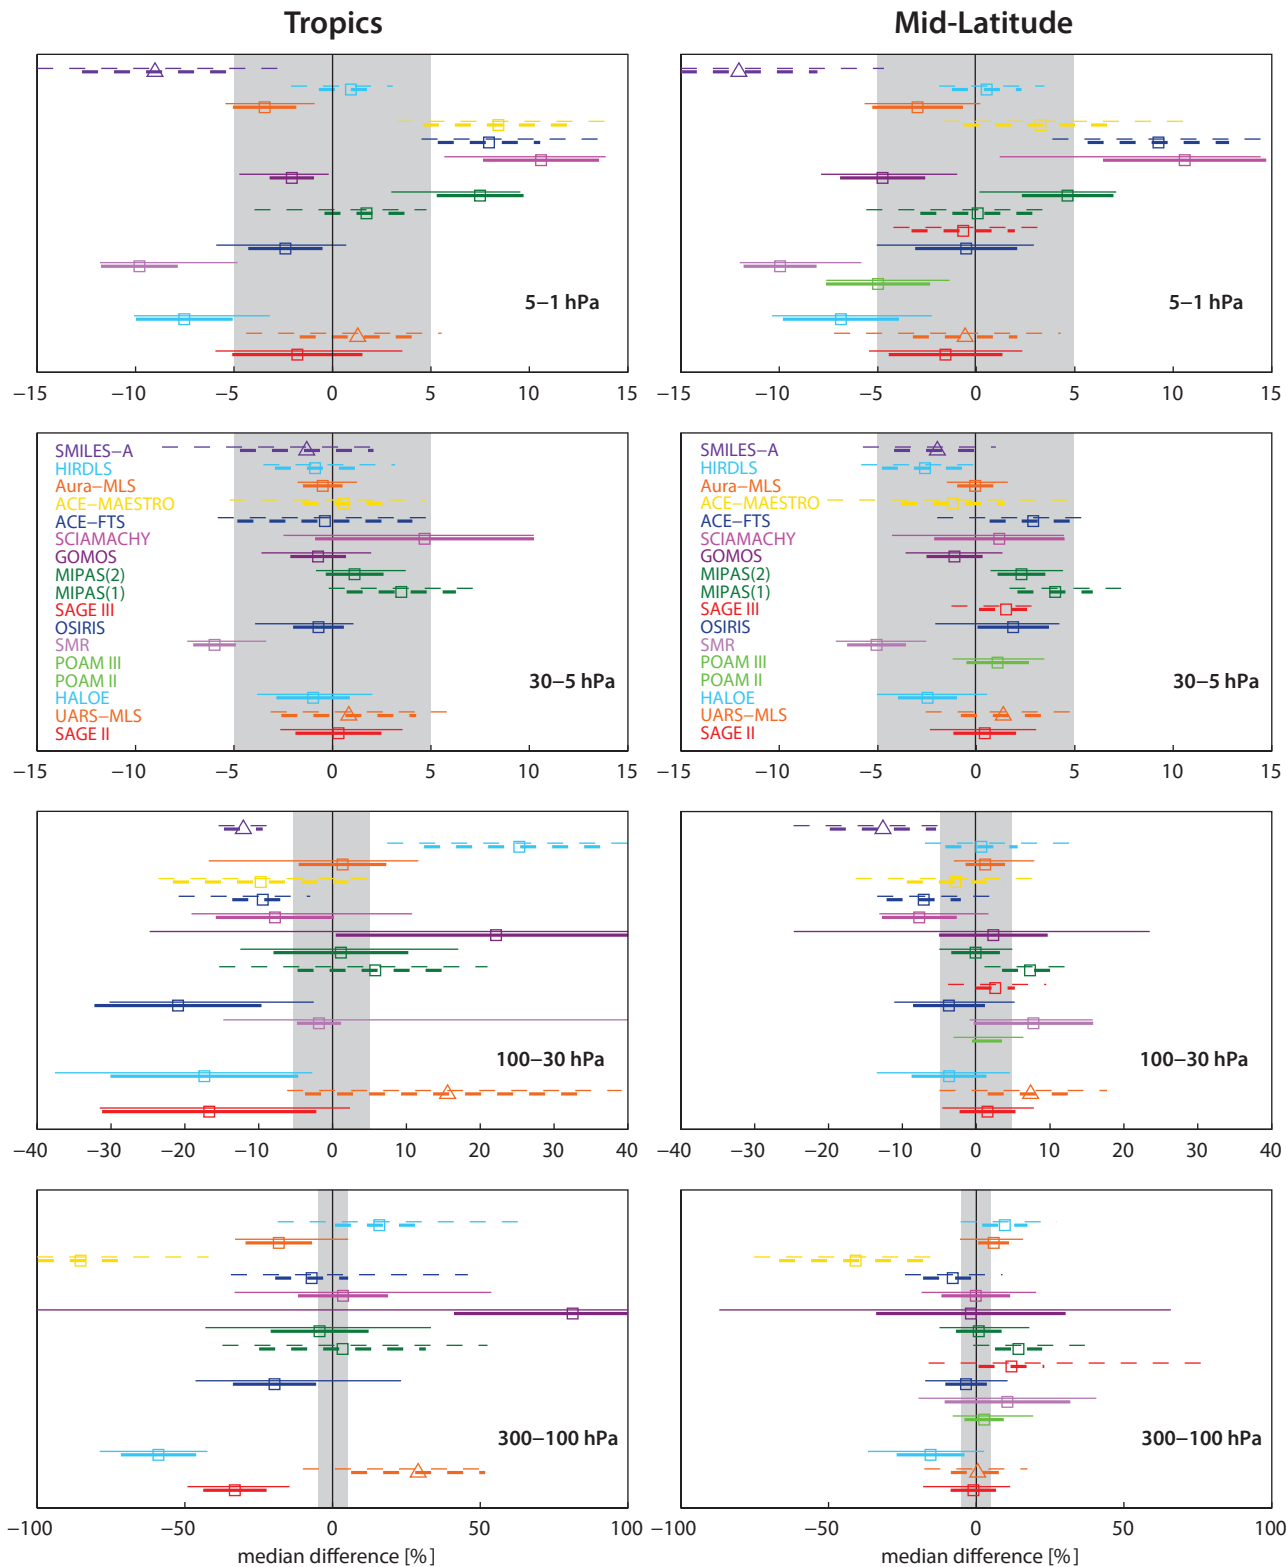 Tropics
Mid-Latitude
5−1 hPa
5−1 hPa
−15 −10 −5 0 5 10 15
−15 −10 −5 0 5 10 15
SMILES−A
HIRDLS
Aura−MLS
ACE−MAESTRO
ACE−FTS
SCIAMACHY
GOMOS
MIPAS(2)
MIPAS(1)
SAGE III
OSIRIS
SMR
POAM III
POAM II
HALOE
UARS−MLS
SAGE II
30−5 hPa
SMILES−A
HIRDLS
Aura−MLS
ACE−MAESTRO
ACE−FTS
SCIAMACHY
GOMOS
MIPAS(2)
MIPAS(1)
SAGE III
OSIRIS
SMR
POAM III
POAM II
HALOE
UARS−MLS
SAGE II
30−5 hPa
−15 −10 −5 0 5 10 15
−15 −10 −5 0 5 10 15
100−30 hPa
100−30 hPa
−40 −30 −20 −10 0 10 20 30 40
−40 −30 −20 −10 0 10 20 30 40
300−100 hPa
300−100 hPa
−100 −50 0 50 100
−100 −50 0 50 100
median difference [%]
median difference [%]